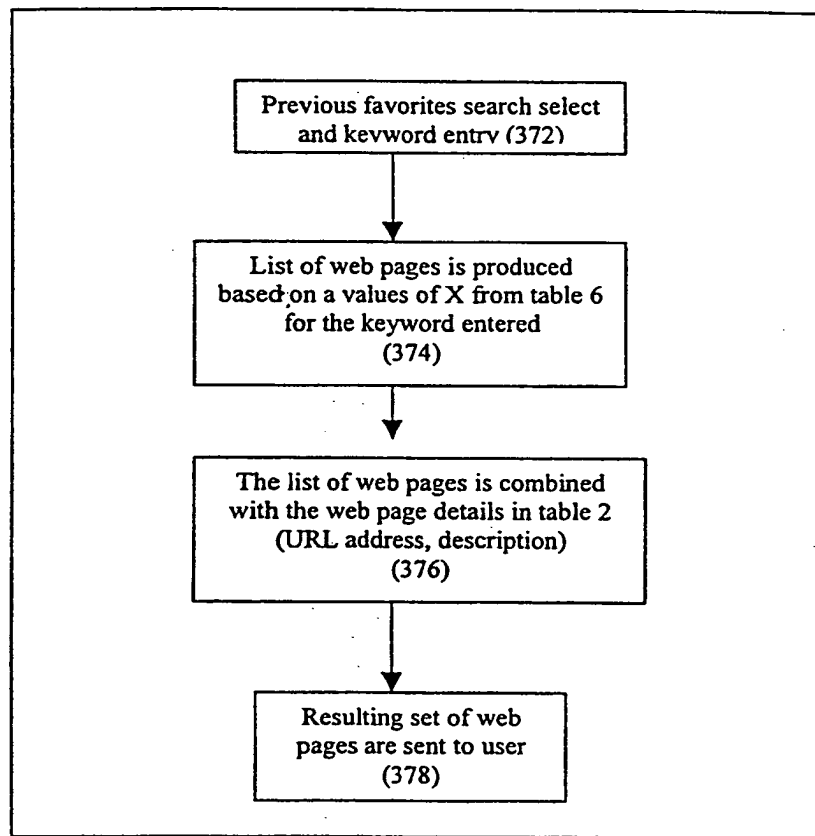 Previous favorites search select
and keyword entry (372)
List of web pages is produced
based on a values of X from table 6
for the keyword entered
(374)
The list of web pages is combined
with the web page details in table 2
(URL address, description)
(376)
Resulting set of web
pages are sent to user
(378)